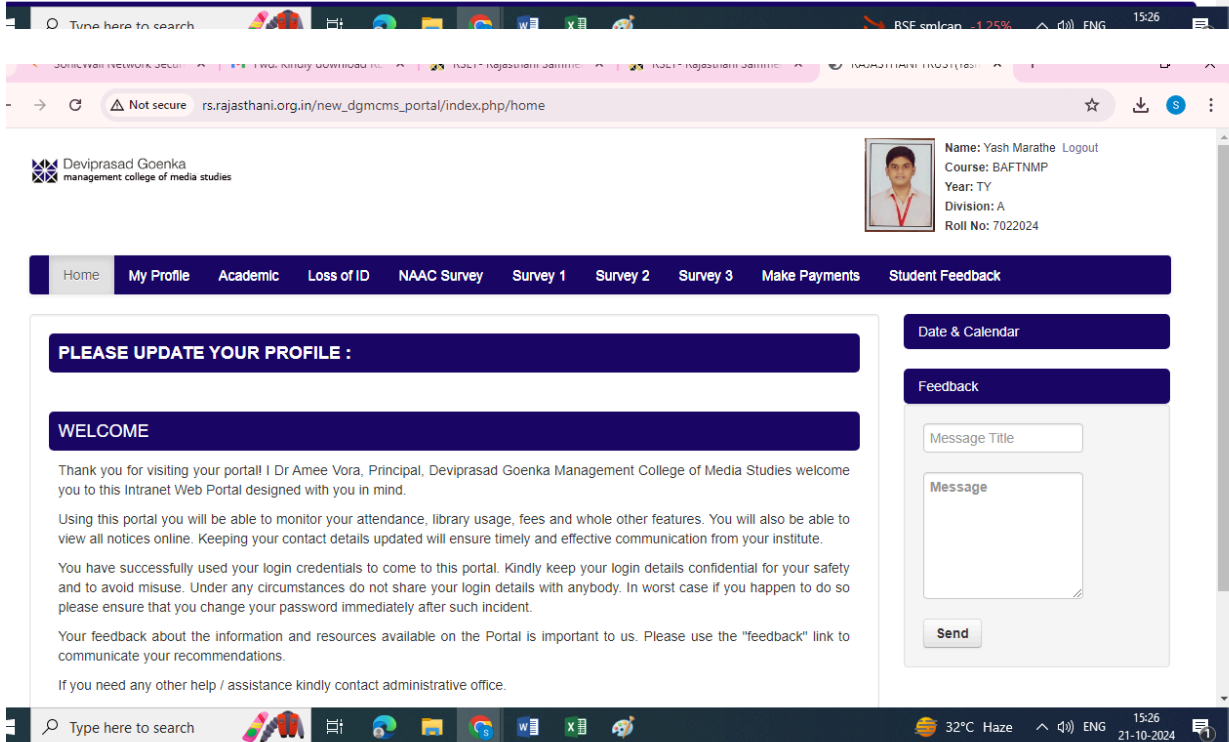 Type here to search
BSE smlcap -1.25%
ENG
15:26
SonicWall Network Securi
RAJASTHANI TRUST(Yash
Not secure
rs.rajasthani.org.in/new_dgmcms_portal/index.php/home
S
Deviprasad Goenka
management college of media studies
Name: Yash Marathe Logout
Course: BAFTNMP
Year: TY
Division: A
Roll No: 7022024
Home My Profile Academic Loss of ID NAAC Survey Survey 1 Survey 2 Survey 3 Make Payments Student Feedback
PLEASE UPDATE YOUR PROFILE :
WELCOME
Thank you for visiting your portal! I Dr Amee Vora, Principal, Deviprasad Goenka Management College of Media Studies welcome
you to this Intranet Web Portal designed with you in mind.
Using this portal you will be able to monitor your attendance, library usage, fees and whole other features. You will also be able to
view all notices online. Keeping your contact details updated will ensure timely and effective communication from your institute.
You have successfully used your login credentials to come to this portal. Kindly keep your login details confidential for your safety
and to avoid misuse. Under any circumstances do not share your login details with anybody. In worst case if you happen to do so
please ensure that you change your password immediately after such incident.
Your feedback about the information and resources available on the Portal is important to us. Please use the "feedback" link to
communicate your recommendations.
If you need any other help / assistance kindly contact administrative office.
Date & Calendar
Feedback
Message Title
Message
Send
Type here to search
32°C Haze
ENG
15:26
21-10-2024
1